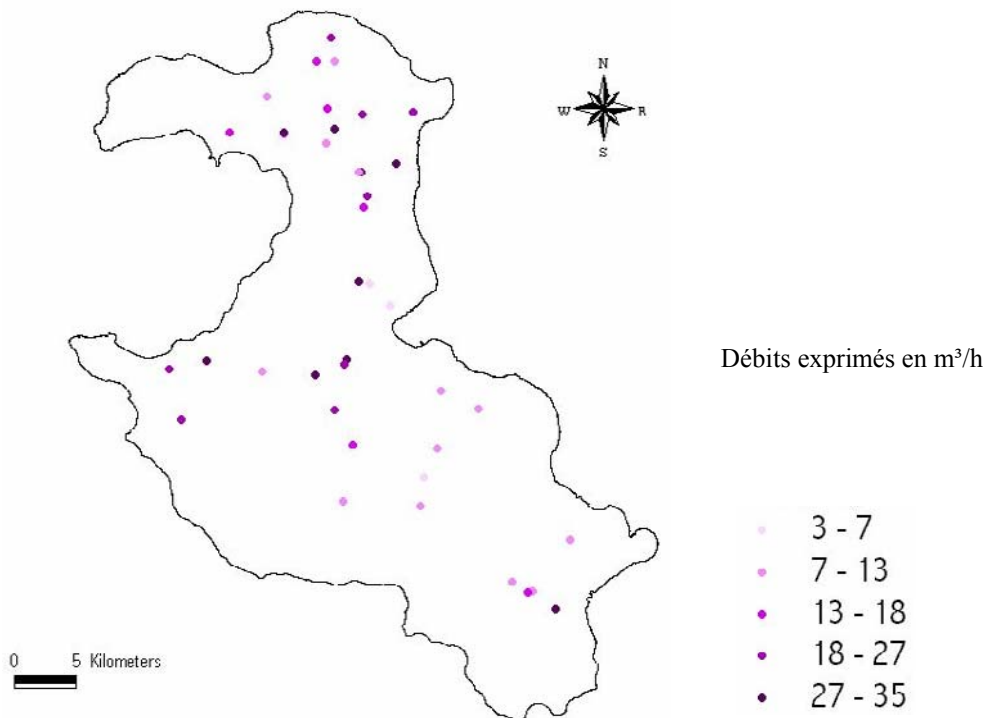 N
W R
S
Débits exprimés en m³/h
3 - 7
7 - 13
13 - 18
18 - 27
27 - 35
0 5 Kilometers